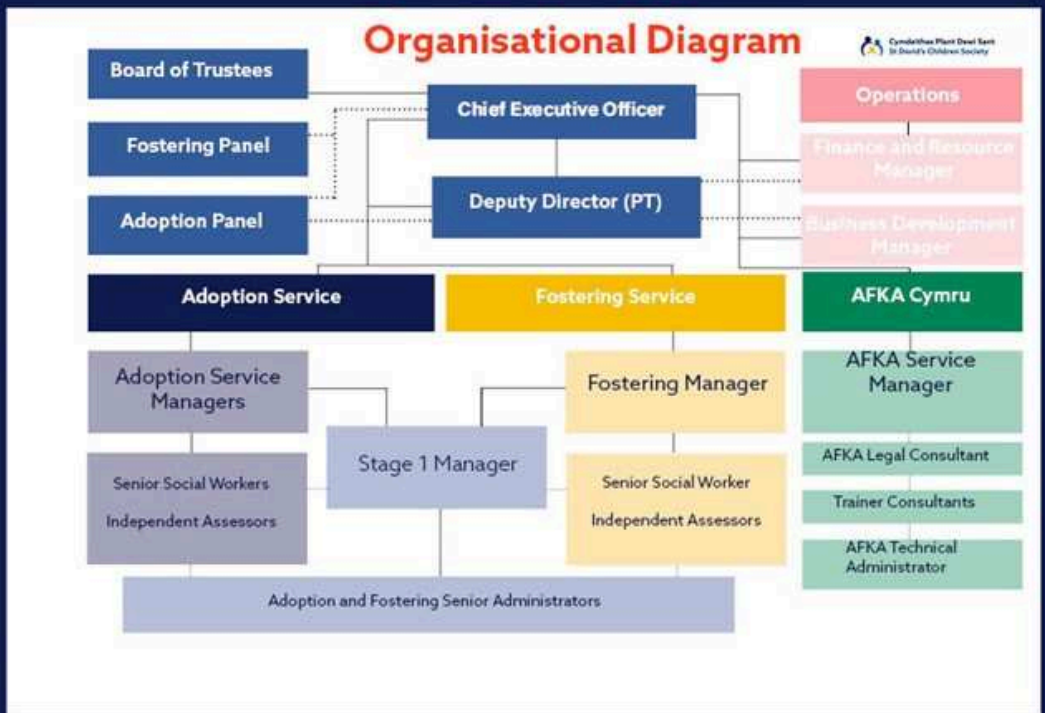 Organisational Diagram
Cymdeithas Plant Dewi Sant
St David's Children Society
Board of Trustees
Fostering Panel
Adoption Panel
Chief Executive Officer
Deputy Director (PT)
Operations
Finance and Resource
Manager
Business Development
Manager
Adoption Service
Fostering Service
AFKA Cymru
Adoption Service
Managers
Fostering Manager
AFKA Service
Manager
Stage 1 Manager
Senior Social Workers
Independent Assessors
Senior Social Worker
Independent Assessors
AFKA Legal Consultant
Trainer Consultants
AFKA Technical
Administrator
Adoption and Fostering Senior Administrators